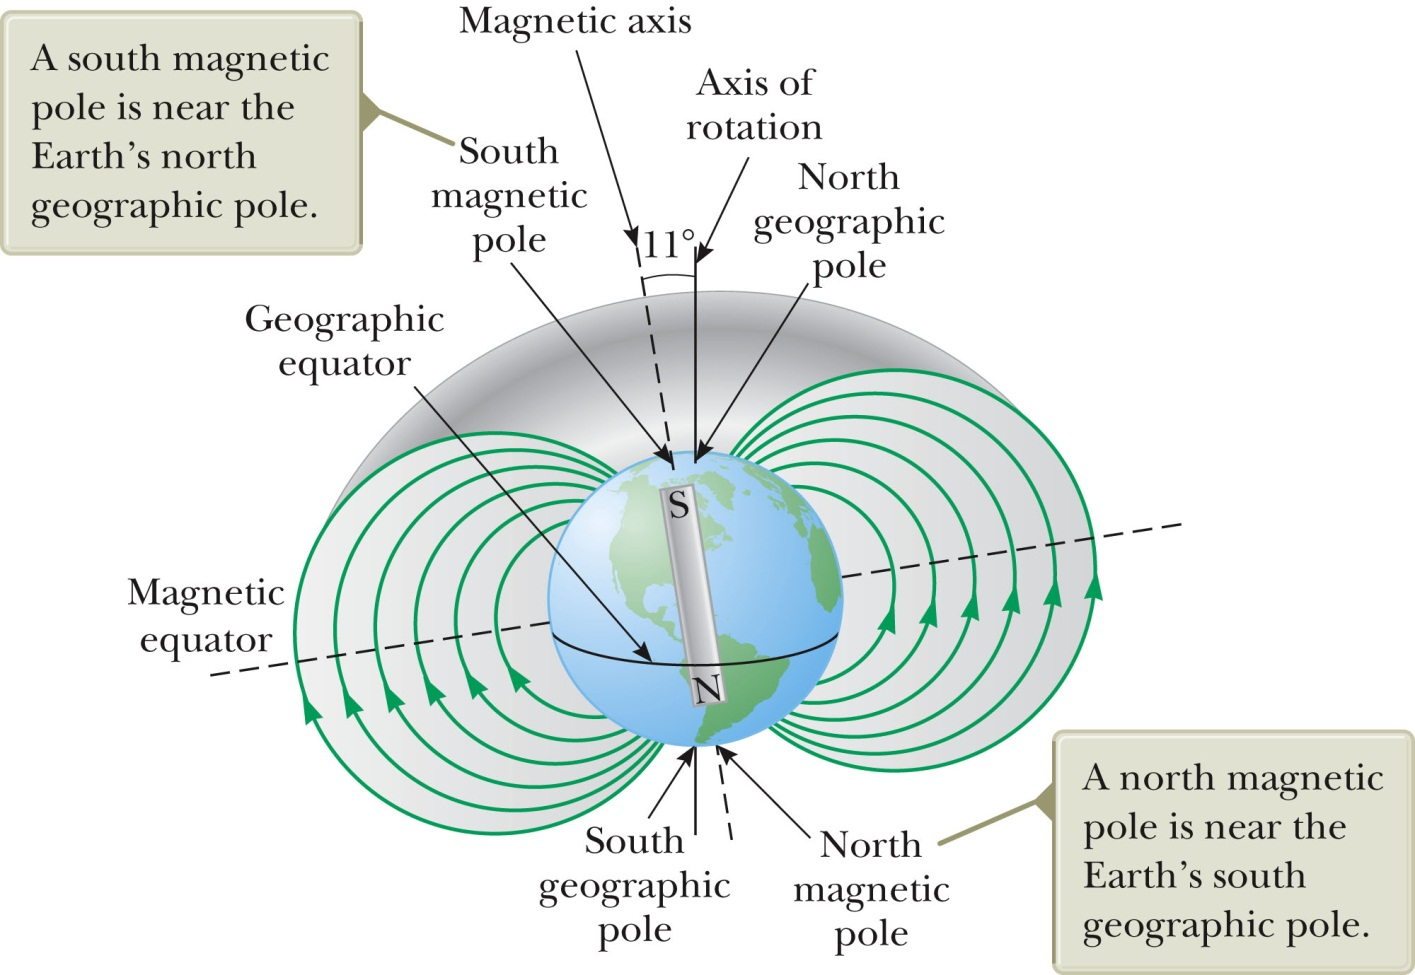 Magnetic axis
A south magnetic
pole is near the
Earth’s north
geographic pole.
Axis of
rotation
South
magnetic
pole
North
geographic
pole
11°
Geographic
equator
S
Magnetic
equator
N
A north magnetic
pole is near the
Earth’s south
geographic pole.
South
geographic
pole
North
magnetic
pole